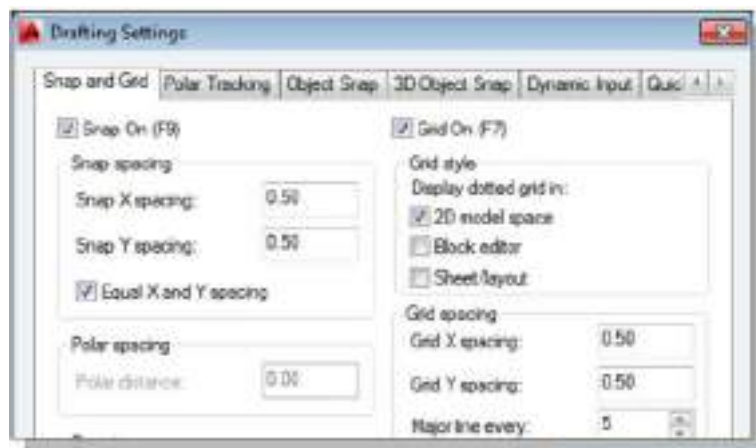 Drafting Settings
Snap and Grid
Polar Tracking
Object Snap
3D Object Snap
Dynamic Input
Quic
Snap On (F9)
Snap spacing
Snap X spacing: 0.50
Snap Y spacing: 0.50
Equal X and Y spacing
Polar spacing
Polar distance: 0.00
Grid On (F7)
Grid style
Display dotted grid in:
2D model space
Block editor
Sheet/layout
Grid spacing
Grid X spacing: 0.50
Grid Y spacing: 0.50
Major line every: 5